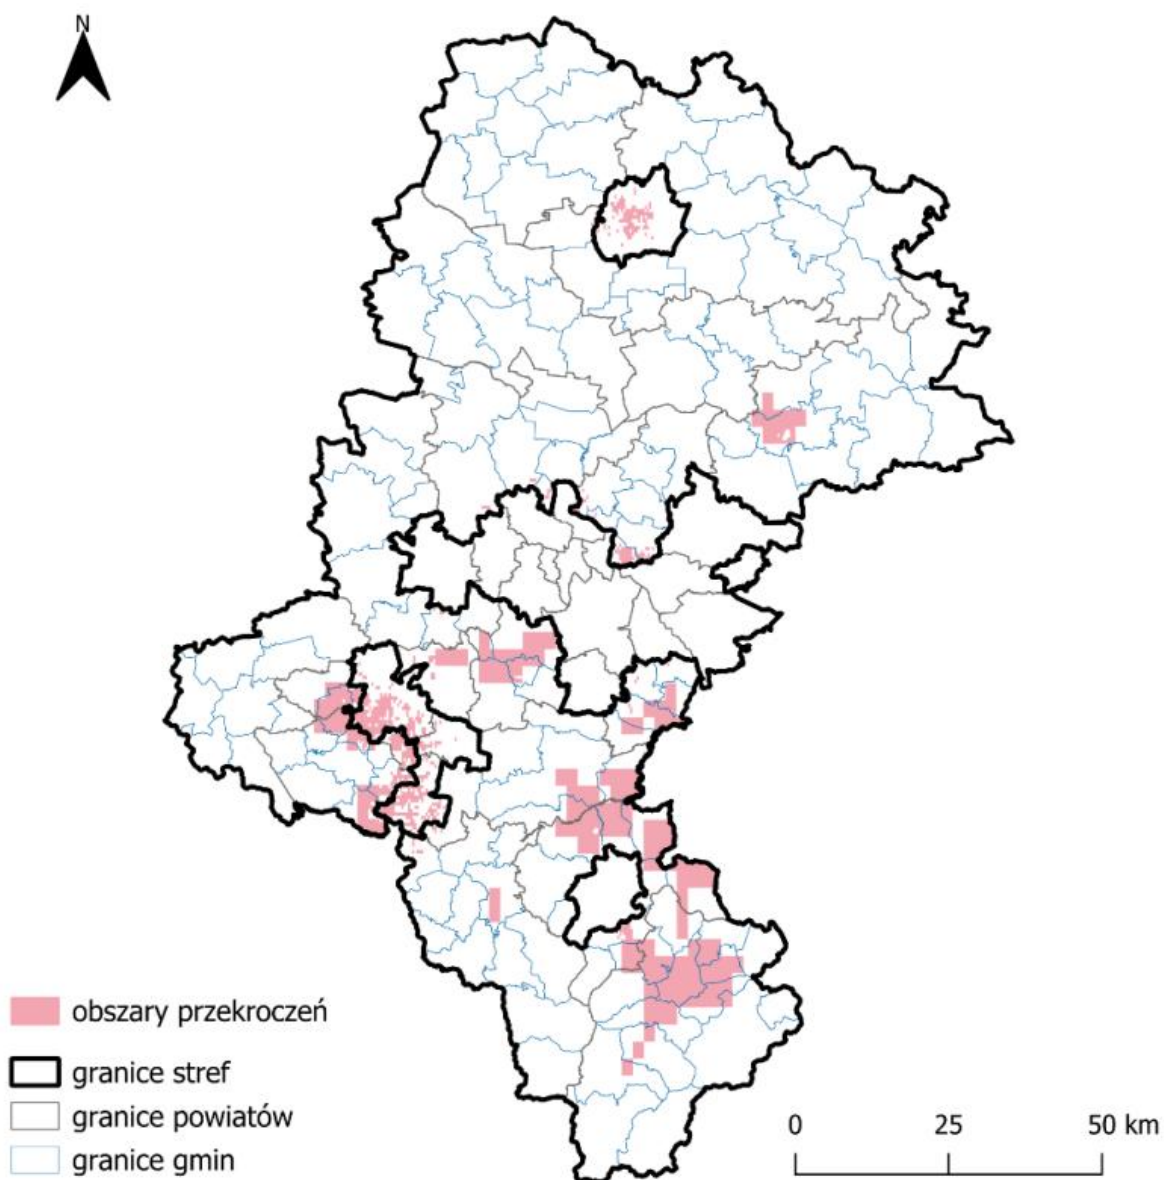 N
obszary przekroczeń
granice stref
granice powiatów
granice gmin
0 25 50 km